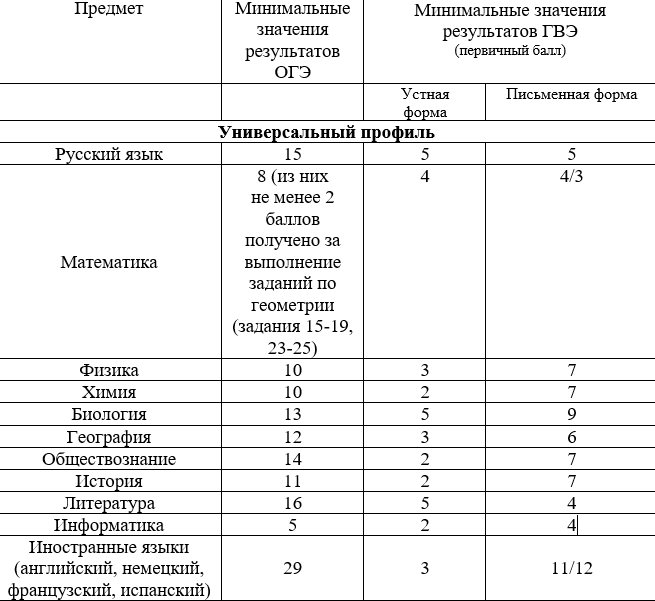 Предмет
Минимальные
значения
результатов
ОГЭ
Минимальные значения
результатов ГВЭ
(первичный балл)
Устная
форма
Письменная форма
Универсальный профиль
Русский язык 15 5 5
Математика
8 (из них
не менее 2
баллов
получено за
выполнение
заданий по
геометрии
(задания 15-19,
23-25)
4 4/3
Физика 10 3 7
Химия 10 2 7
Биология 13 5 9
География 12 3 6
Обществознание 14 2 7
История 11 2 7
Литература 16 5 4
Информатика 5 2 4
Иностранные языки
(английский, немецкий,
французский, испанский)
29 3 11/12